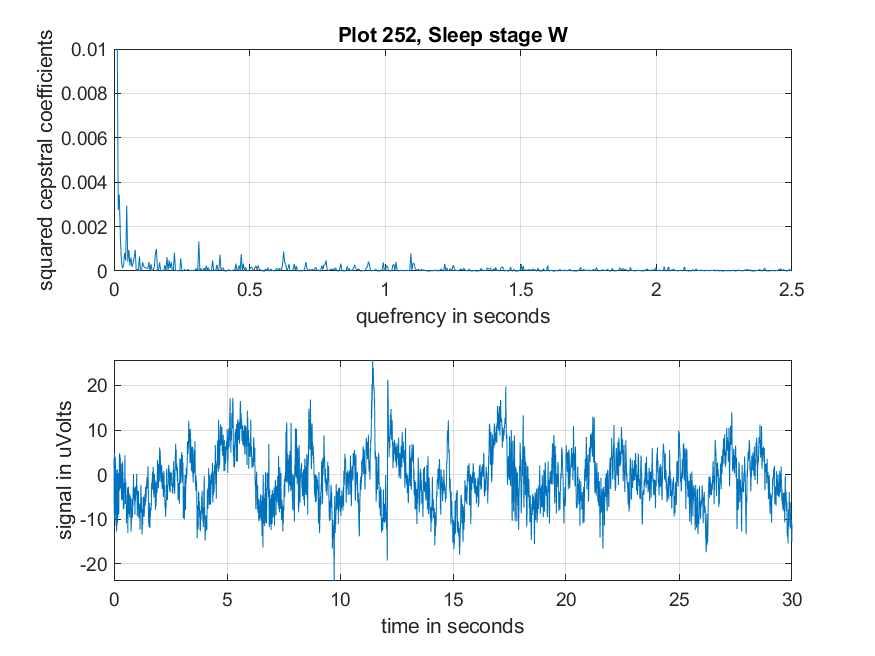 Plot 252, Sleep stage W
squared cepstral coefficients
0.01
0.008
0.006
0.004
0.002
0
0 0.5 1 1.5 2 2.5
quefrency in seconds
signal in uVolts
20
10
0
-10
-20
0 5 10 15 20 25 30
time in seconds